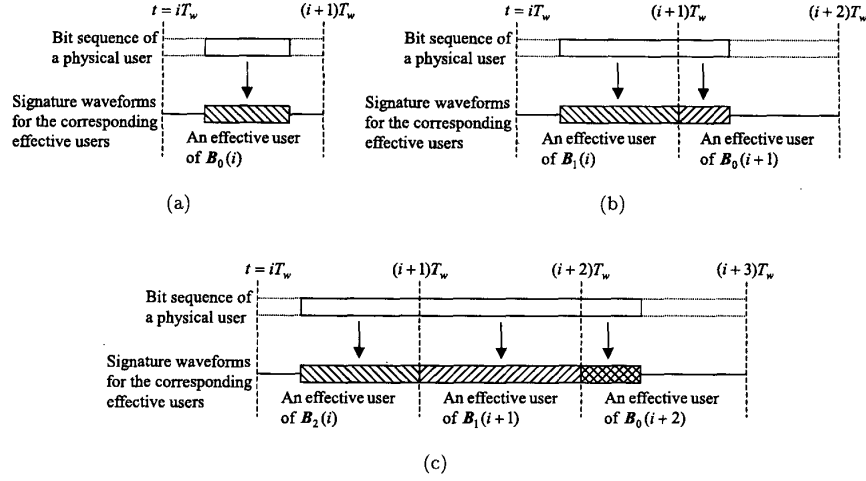 t = iT_w
(i+1)T_w
Bit sequence of
a physical user
Signature waveforms
for the corresponding
effective users
An effective user
of B_0(i)
(a)
t = iT_w
(i+1)T_w
(i+2)T_w
Bit sequence of
a physical user
Signature waveforms
for the corresponding
effective users
An effective user
of B_1(i)
An effective user
of B_0(i+1)
(b)
t = iT_w
(i+1)T_w
(i+2)T_w
(i+3)T_w
Bit sequence of
a physical user
Signature waveforms
for the corresponding
effective users
An effective user
of B_2(i)
An effective user
of B_1(i+1)
An effective user
of B_0(i+2)
(c)